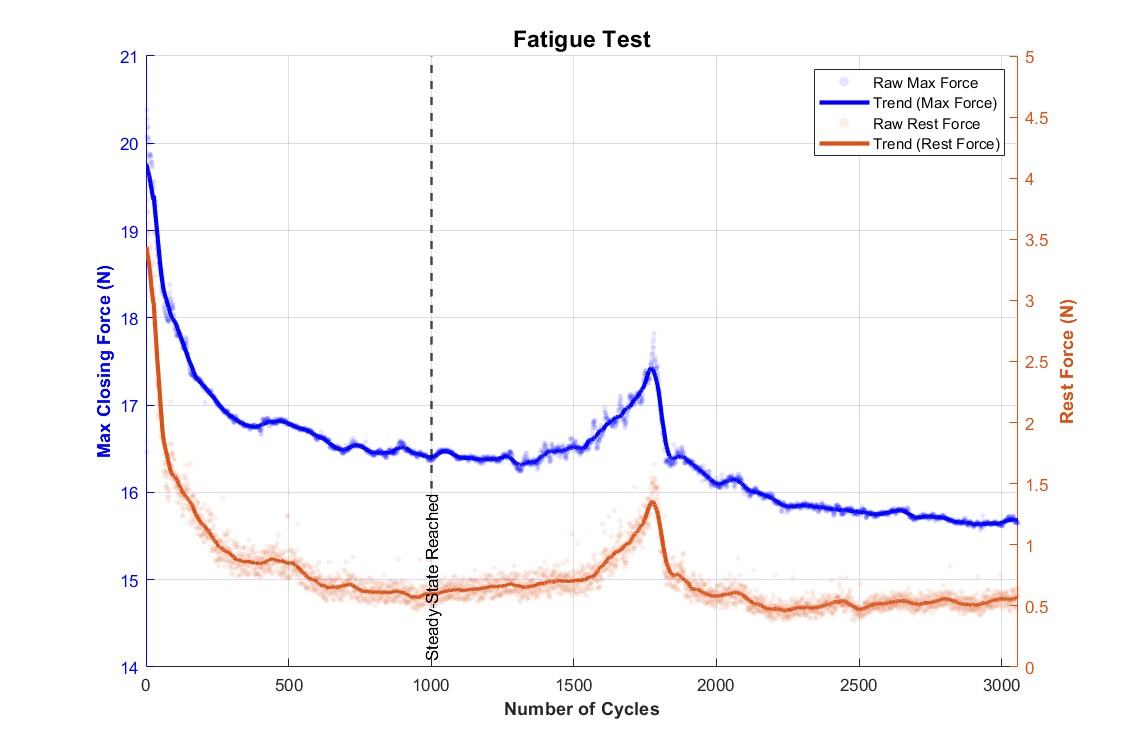 Fatigue Test
Raw Max Force
Trend (Max Force)
Raw Rest Force
Trend (Rest Force)
21
20
19
18
17
16
15
14
Max Closing Force (N)
5
4.5
4
3.5
3
2.5
2
1.5
1
0.5
0
Rest Force (N)
Steady-State Reached
0 500 1000 1500 2000 2500 3000
Number of Cycles